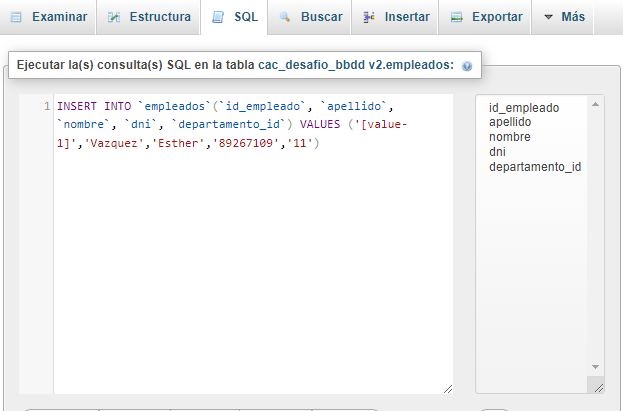 Examinar Estructura SQL Buscar Insertar Exportar Más
Ejecutar la(s) consulta(s) SQL en la tabla cac_desafio_bbdd v2.empleados:
1 INSERT INTO `empleados`(`id_empleado`, `apellido`,
`nombre`, `dni`, `departamento_id`) VALUES ('[value-
1]','Vazquez','Esther','89267109','11')
id_empleado
apellido
nombre
dni
departamento_id